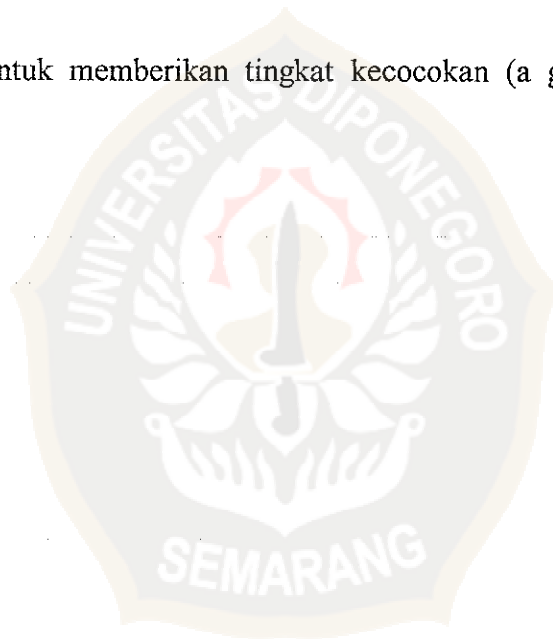 ntuk memberikan tingkat kecocokan (a g
UNIVERSITAS DIPONEGORO
SEMARANG